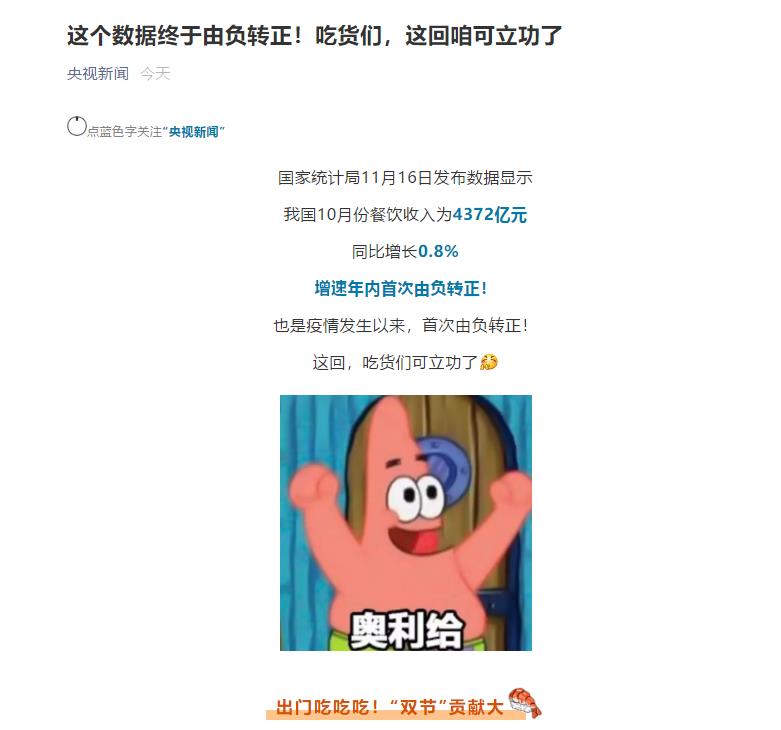 这个数据终于由负转正！吃货们，这回咱可立功了
央视新闻 今天
点蓝色字关注“央视新闻”
国家统计局11月16日发布数据显示
我国10月份餐饮收入为4372亿元
同比增长0.8%
增速年内首次由负转正！
也是疫情发生以来，首次由负转正！
这回，吃货们可立功了
奥利给
出门吃吃吃！“双节”贡献大